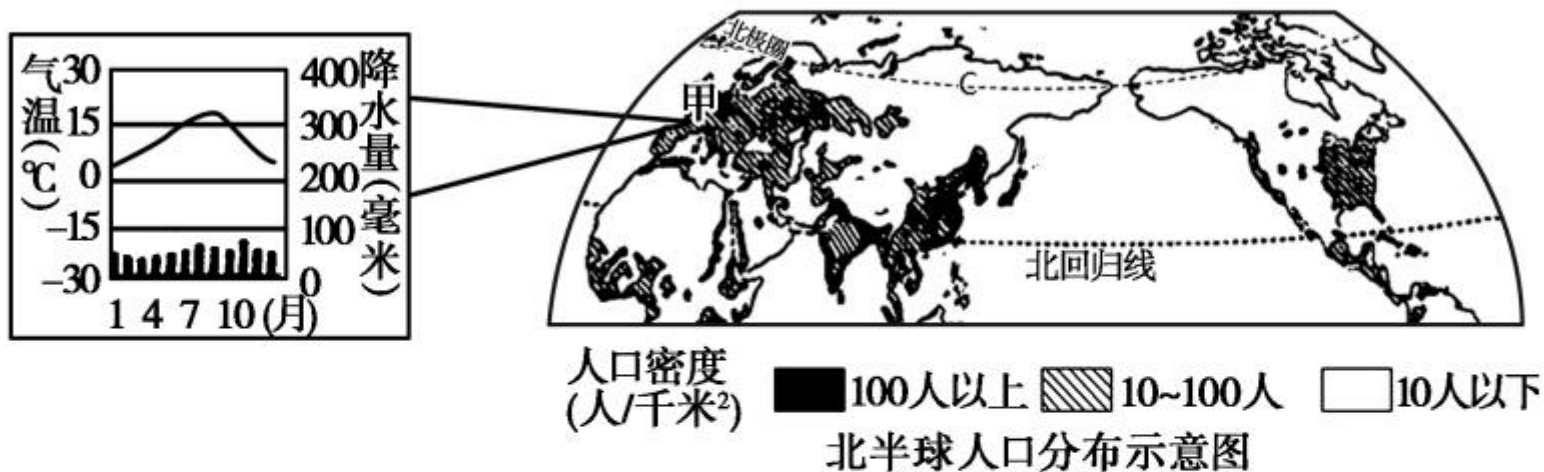 气温(℃)
30
15
0
-15
-30
400
300
200
100
0
降水量(毫米)
1 4 7 10 (月)
北极圈
甲
北回归线
人口密度
(人/千米²)
100人以上
10~100人
10人以下
北半球人口分布示意图